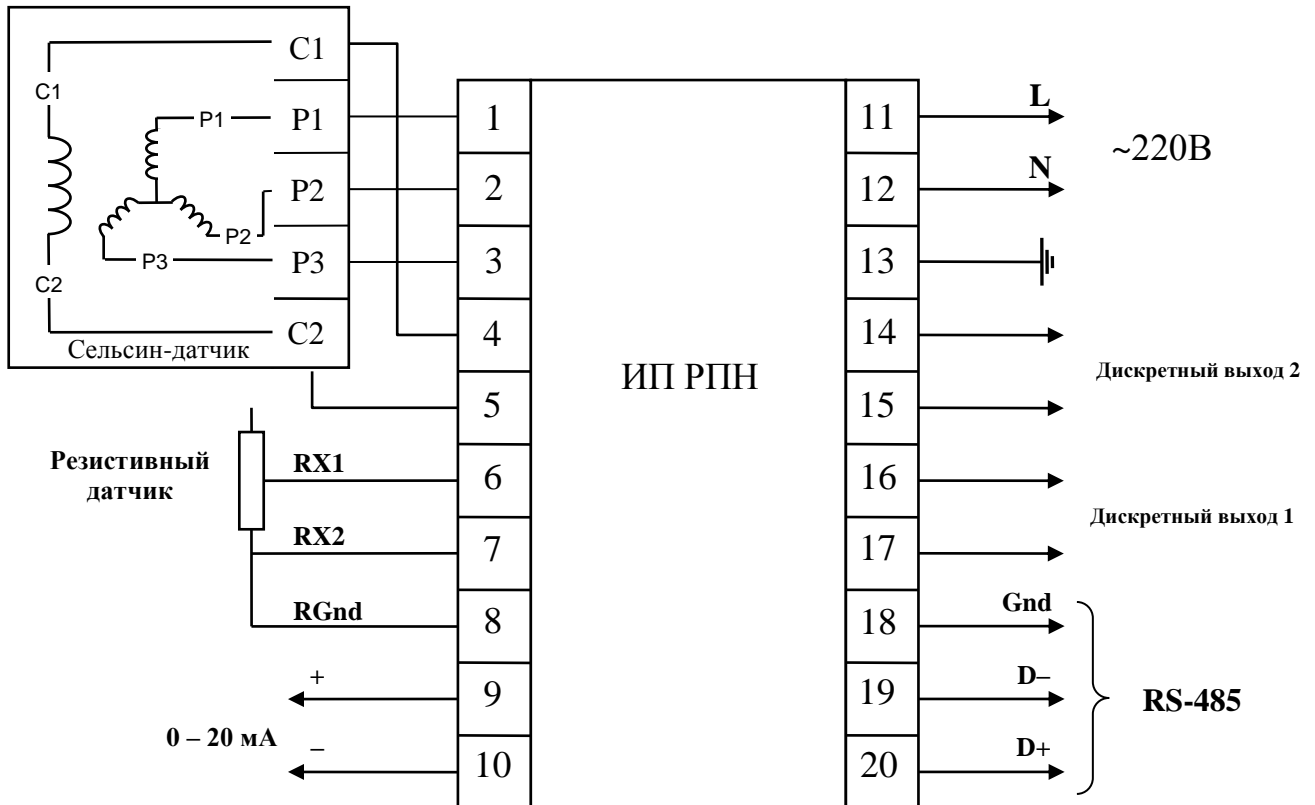 C1
P1
P2
P3
C2
C1
P1
P2
P3
C2
Сельсин-датчик
Резистивный
датчик
RX1
RX2
RGnd
+
0 – 20 мА
–
1
2
3
4
5
6
7
8
9
10
ИП РПН
11
12
13
14
15
16
17
18
19
20
L
~220В
N
Дискретный выход 2
Дискретный выход 1
Gnd
D–
RS-485
D+